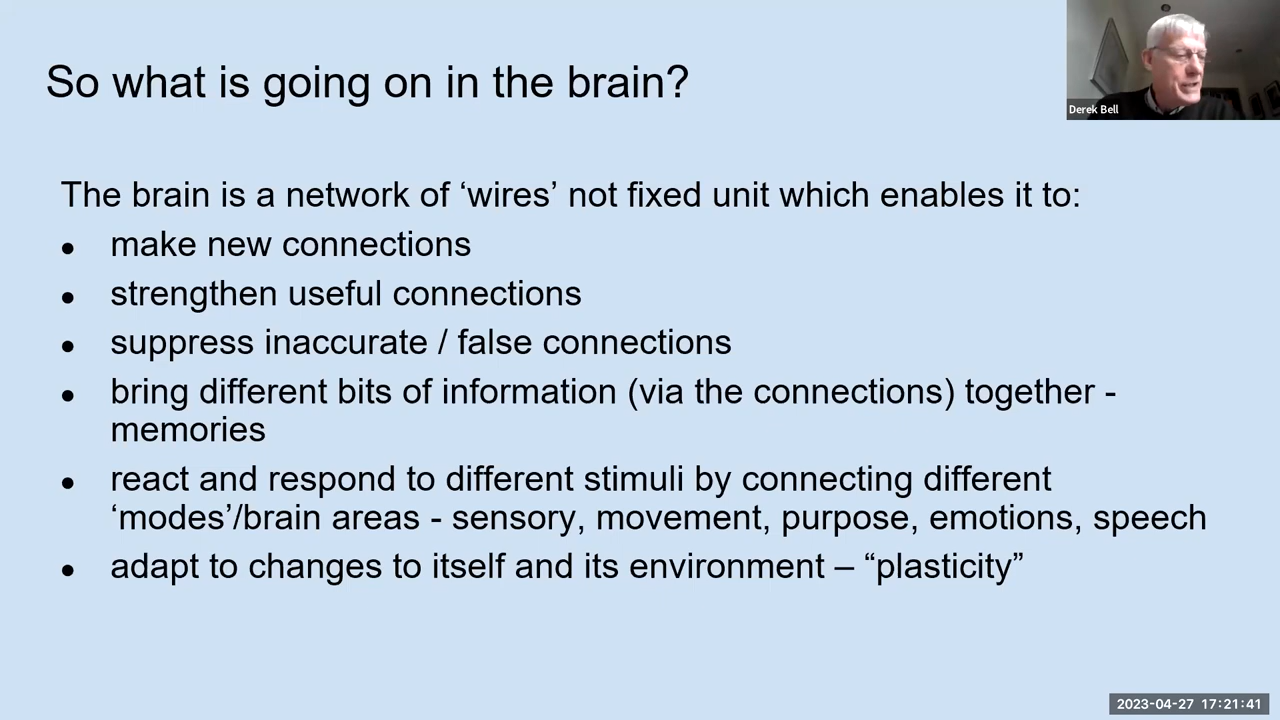 So what is going on in the brain?
Derek Bell
The brain is a network of ‘wires’ not fixed unit which enables it to:
• make new connections
• strengthen useful connections
• suppress inaccurate / false connections
• bring different bits of information (via the connections) together -
memories
• react and respond to different stimuli by connecting different
‘modes’/brain areas - sensory, movement, purpose, emotions, speech
• adapt to changes to itself and its environment – “plasticity”
2023-04-27 17:21:41